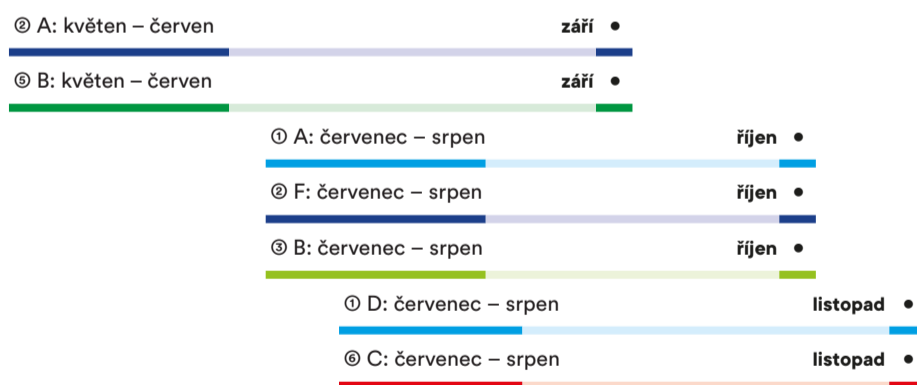 ② A: květen – červen září •
⑤ B: květen – červen září •
① A: červenec – srpen říjen •
② F: červenec – srpen říjen •
③ B: červenec – srpen říjen •
① D: červenec – srpen listopad •
⑥ C: červenec – srpen listopad •